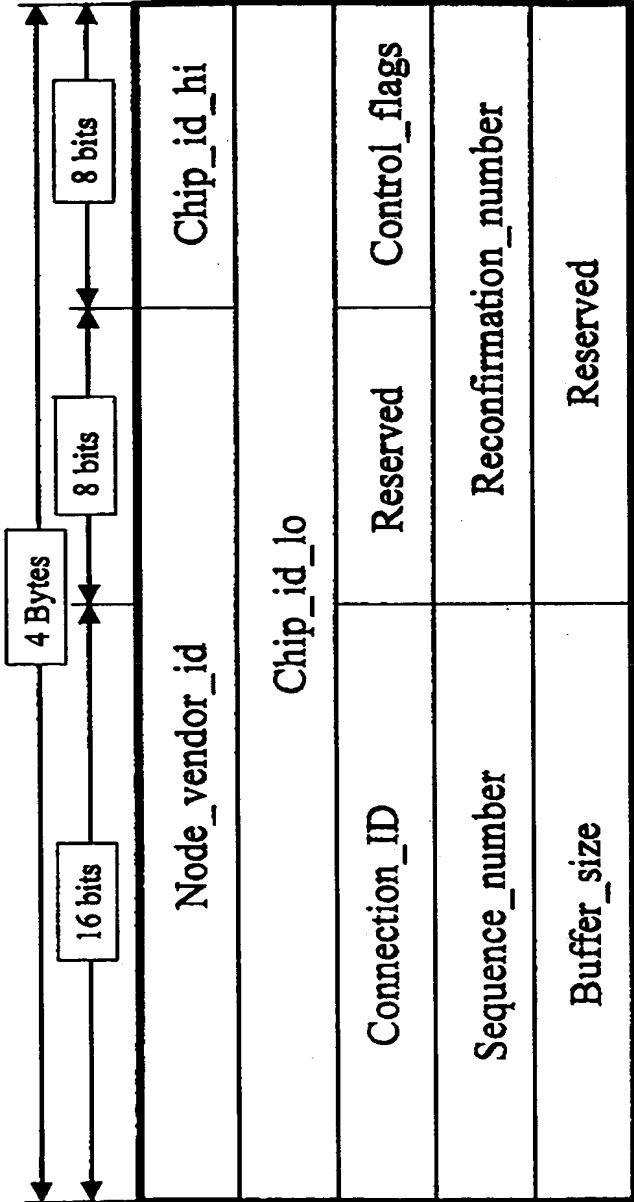 4 Bytes
16 bits
8 bits
8 bits
Node_vendor_id
Chip_id_hi
Chip_id_lo
Connection_ID
Reserved
Control_flags
Sequence_number
Reconfirmation_number
Buffer_size
Reserved